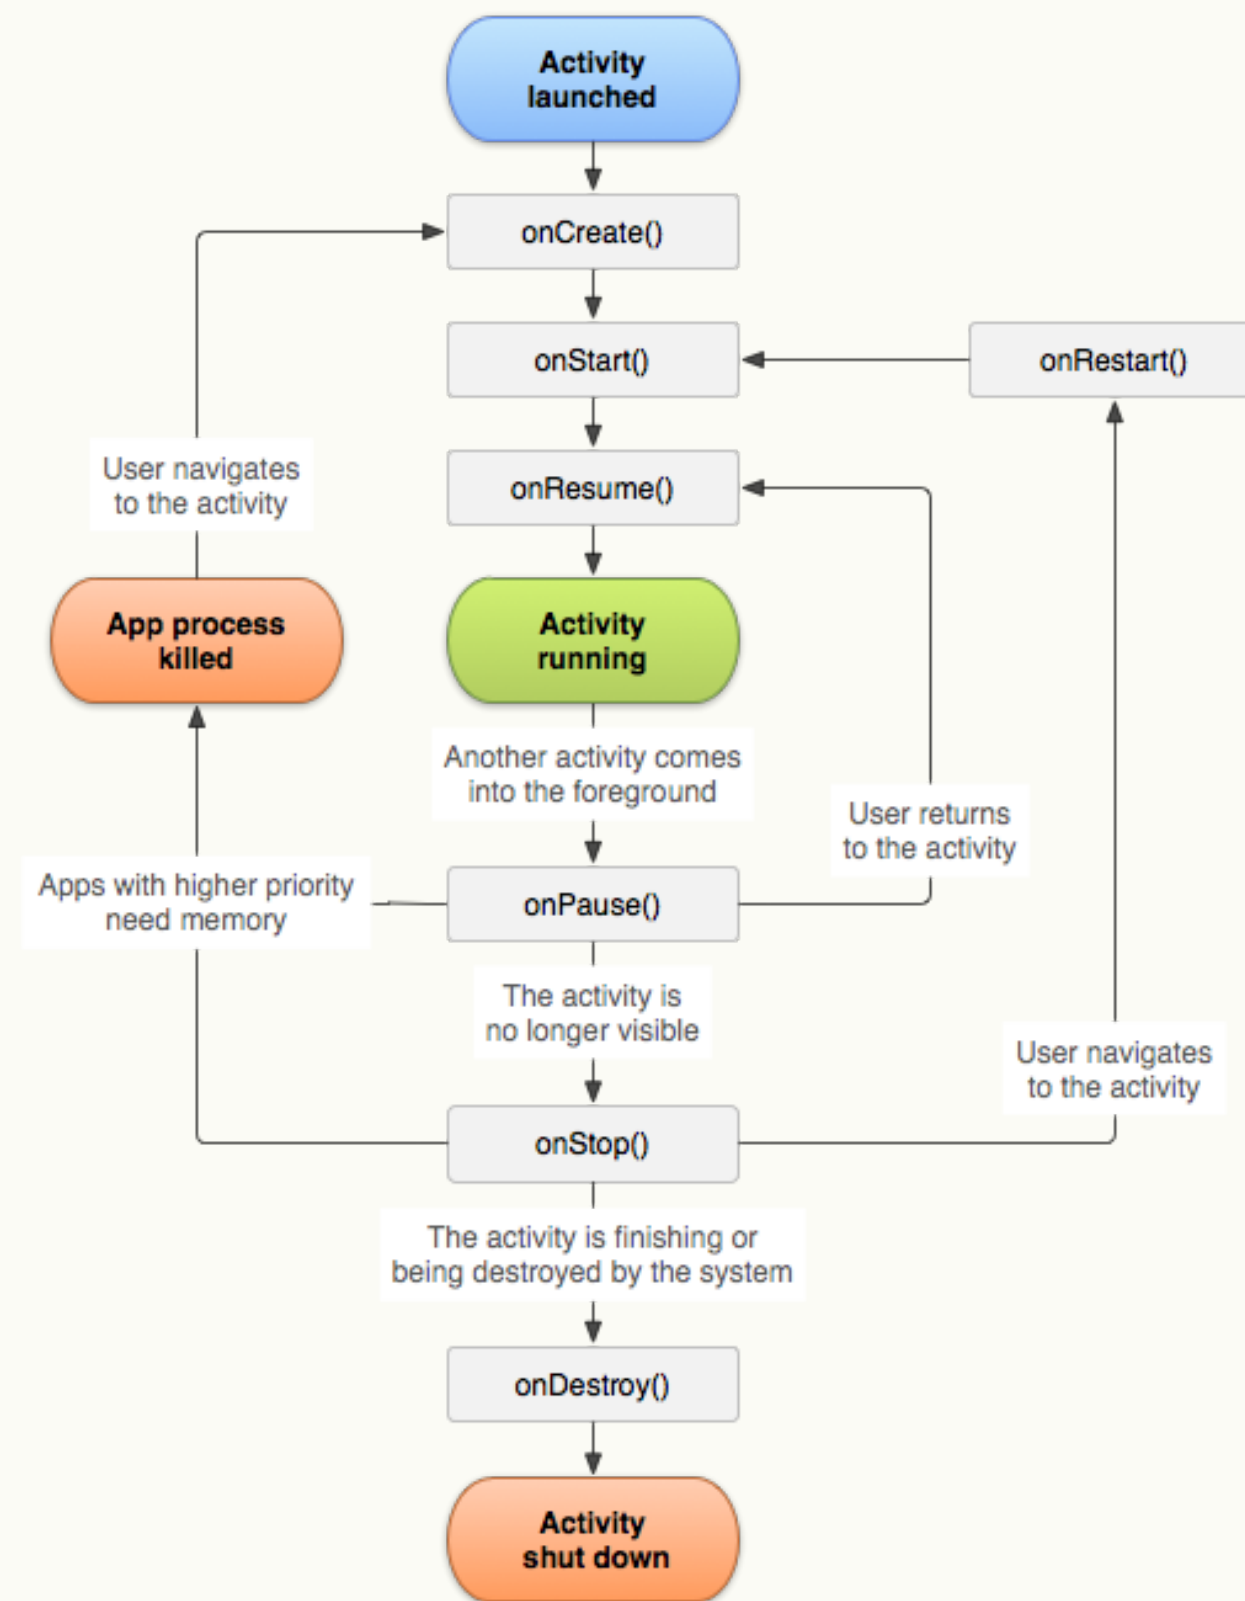 Activity
launched
onCreate()
onStart()
onRestart()
User navigates
to the activity
onResume()
App process
killed
Activity
running
Another activity comes
into the foreground
User returns
to the activity
Apps with higher priority
need memory
onPause()
The activity is
no longer visible
User navigates
to the activity
onStop()
The activity is finishing or
being destroyed by the system
onDestroy()
Activity
shut down